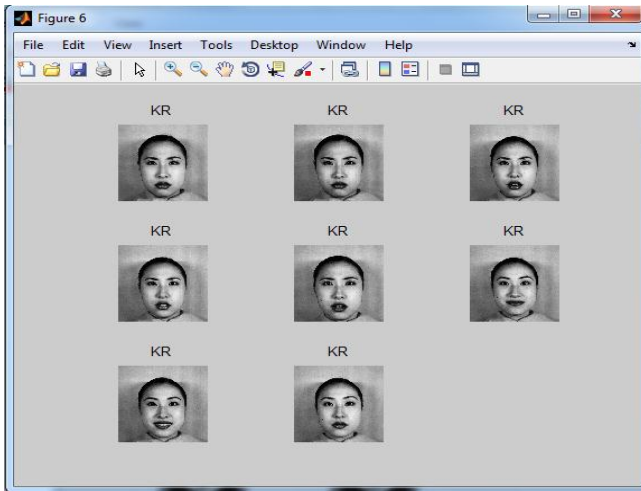 Figure 6
File Edit View Insert Tools Desktop Window Help
KR KR KR
KR KR KR
KR KR